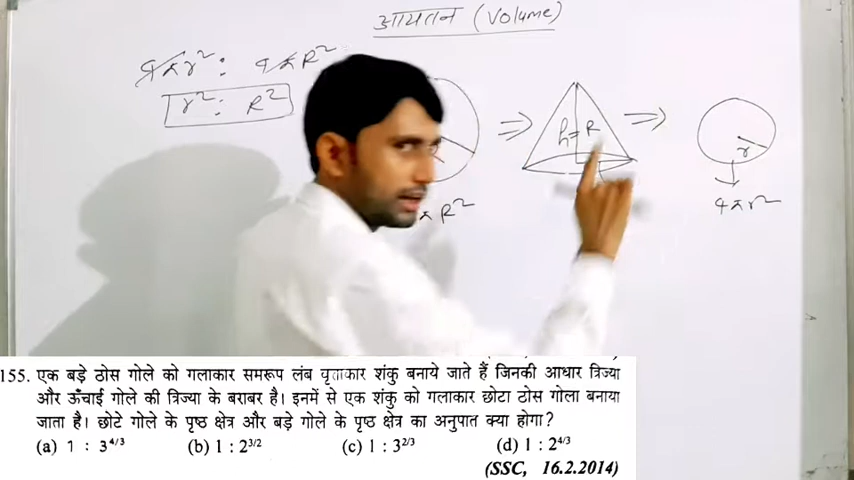 आयतन (Volume)
4πr² : 4πR²
r² : R²
h=R
r
πR²
4πr²
155. एक बड़े ठोस गोले को गलाकार समरूप लंब वृताकार शंकु बनाये जाते हैं जिनकी आधार त्रिज्या
और ऊँचाई गोले की त्रिज्या के बराबर है। इनमें से एक शंकु को गलाकार छोटा ठोस गोला बनाया
जाता है। छोटे गोले के पृष्ठ क्षेत्र और बड़े गोले के पृष्ठ क्षेत्र का अनुपात क्या होगा?
(a) 1 : 3^{4/3} (b) 1 : 2^{3/2} (c) 1 : 3^{2/3} (d) 1 : 2^{4/3}
(SSC, 16.2.2014)